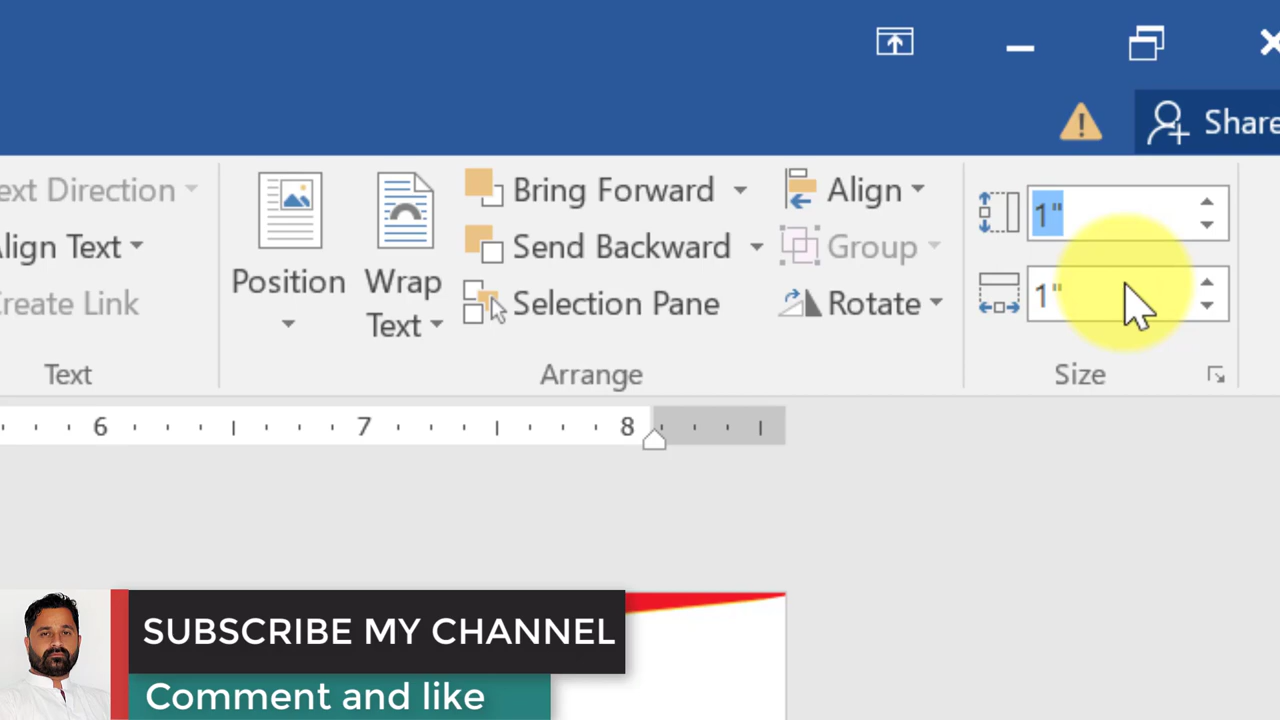 Share
ext Direction
lign Text
reate Link
Text
Position
Wrap
Text
Bring Forward
Send Backward
Selection Pane
Align
Group
Rotate
Arrange
1"
1"
Size
6 7 8
SUBSCRIBE MY CHANNEL
Comment and like